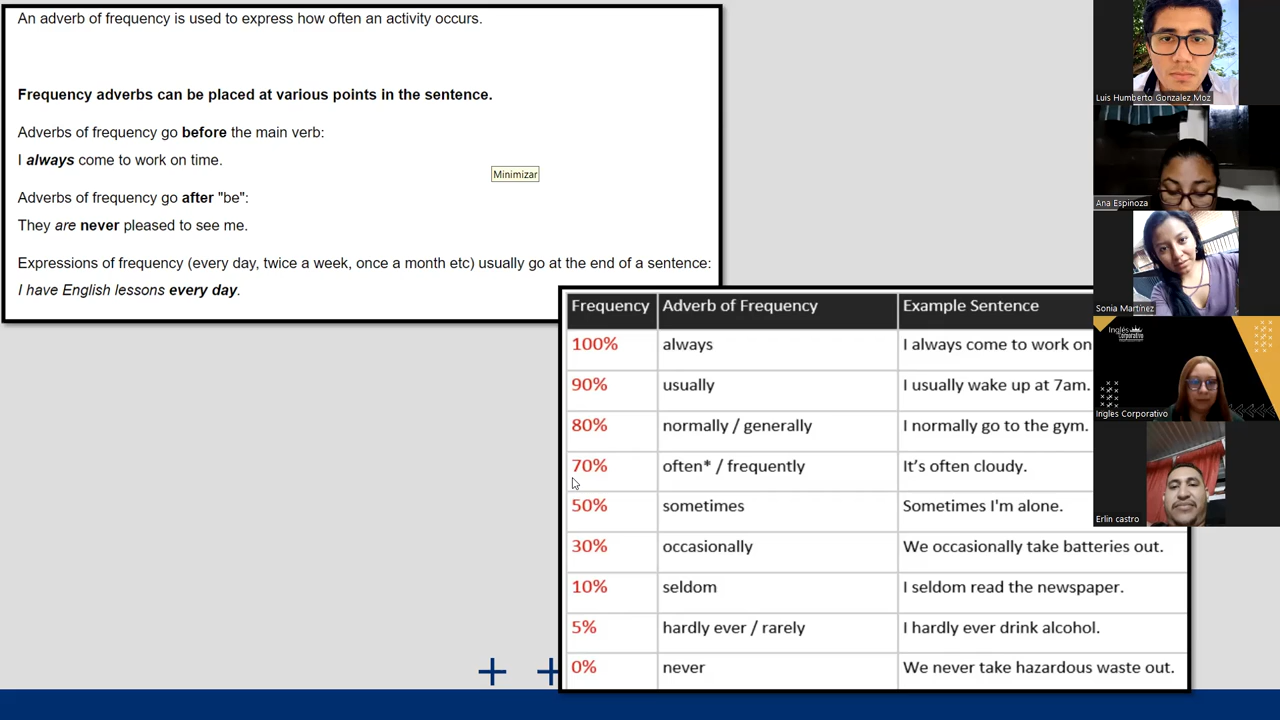 An adverb of frequency is used to express how often an activity occurs.
Frequency adverbs can be placed at various points in the sentence.
Adverbs of frequency go before the main verb:
I always come to work on time.
Adverbs of frequency go after "be":
They are never pleased to see me.
Expressions of frequency (every day, twice a week, once a month etc) usually go at the end of a sentence:
I have English lessons every day.
Minimizar
Frequency Adverb of Frequency Example Sentence
100% always I always come to work on
90% usually I usually wake up at 7am.
80% normally / generally I normally go to the gym.
70% often* / frequently It's often cloudy.
50% sometimes Sometimes I'm alone.
30% occasionally We occasionally take batteries out.
10% seldom I seldom read the newspaper.
5% hardly ever / rarely I hardly ever drink alcohol.
0% never We never take hazardous waste out.
Luis Humberto Gonzalez Moz
Ana Espinoza
Sonia Martinez
Inglés
Corporativo
Ingles Corporativo
Erlin castro